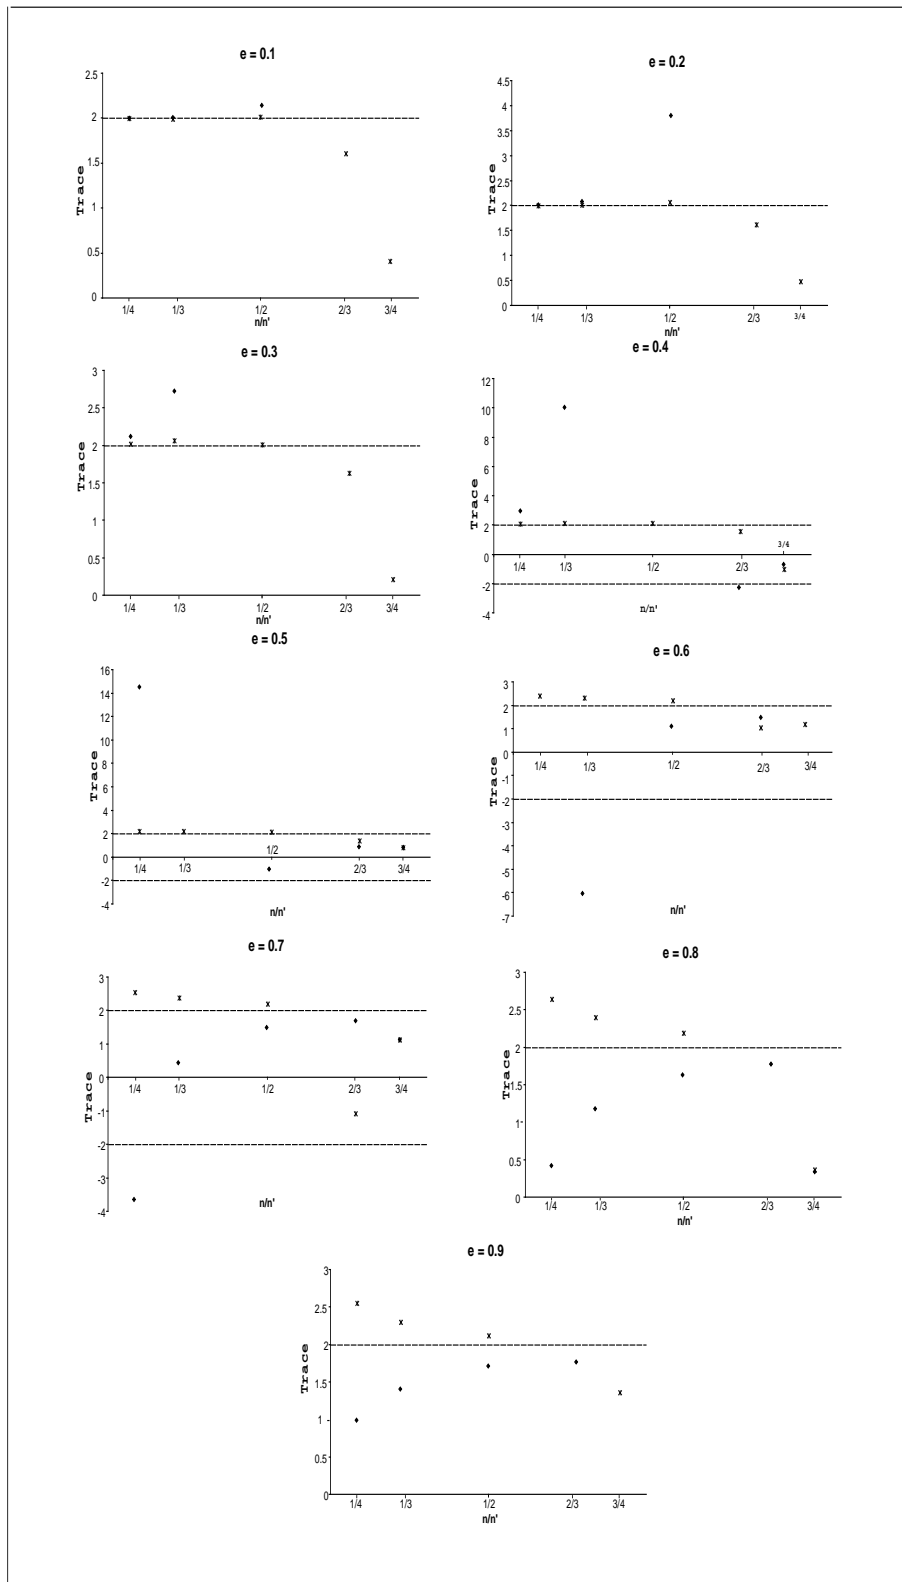 e = 0.1
2.5
2
1.5
1
0.5
0
Trace
1/4 1/3 1/2 2/3 3/4
n/n'
e = 0.2
4.5
4
3.5
3
2.5
2
1.5
1
0.5
0
Trace
1/4 1/3 1/2 2/3 3/4
n/n'
e = 0.3
3
2.5
2
1.5
1
0.5
0
Trace
1/4 1/3 1/2 2/3 3/4
n/n'
e = 0.4
12
10
8
6
4
2
0
-2
-4
Trace
3/4
1/4 1/3 1/2 2/3
n/n'
e = 0.5
16
14
12
10
8
6
4
2
0
-2
-4
Trace
1/2
1/4 1/3 2/3 3/4
n/n'
e = 0.6
3
2
1
0
-1
-2
-2
-3
-4
-5
-6
-7
Trace
1/4 1/3 1/2 2/3 3/4
n/n'
e = 0.7
3
2
1
0
-1
-2
-3
-4
Trace
1/4 1/3 1/2 2/3 3/4
n/n'
e = 0.8
3
2.5
2
1.5
1
0.5
0
Trace
1/4 1/3 1/2 2/3 3/4
n/n'
e = 0.9
3
2.5
2
1.5
1
0.5
0
Trace
1/4 1/3 1/2 2/3 3/4
n/n'